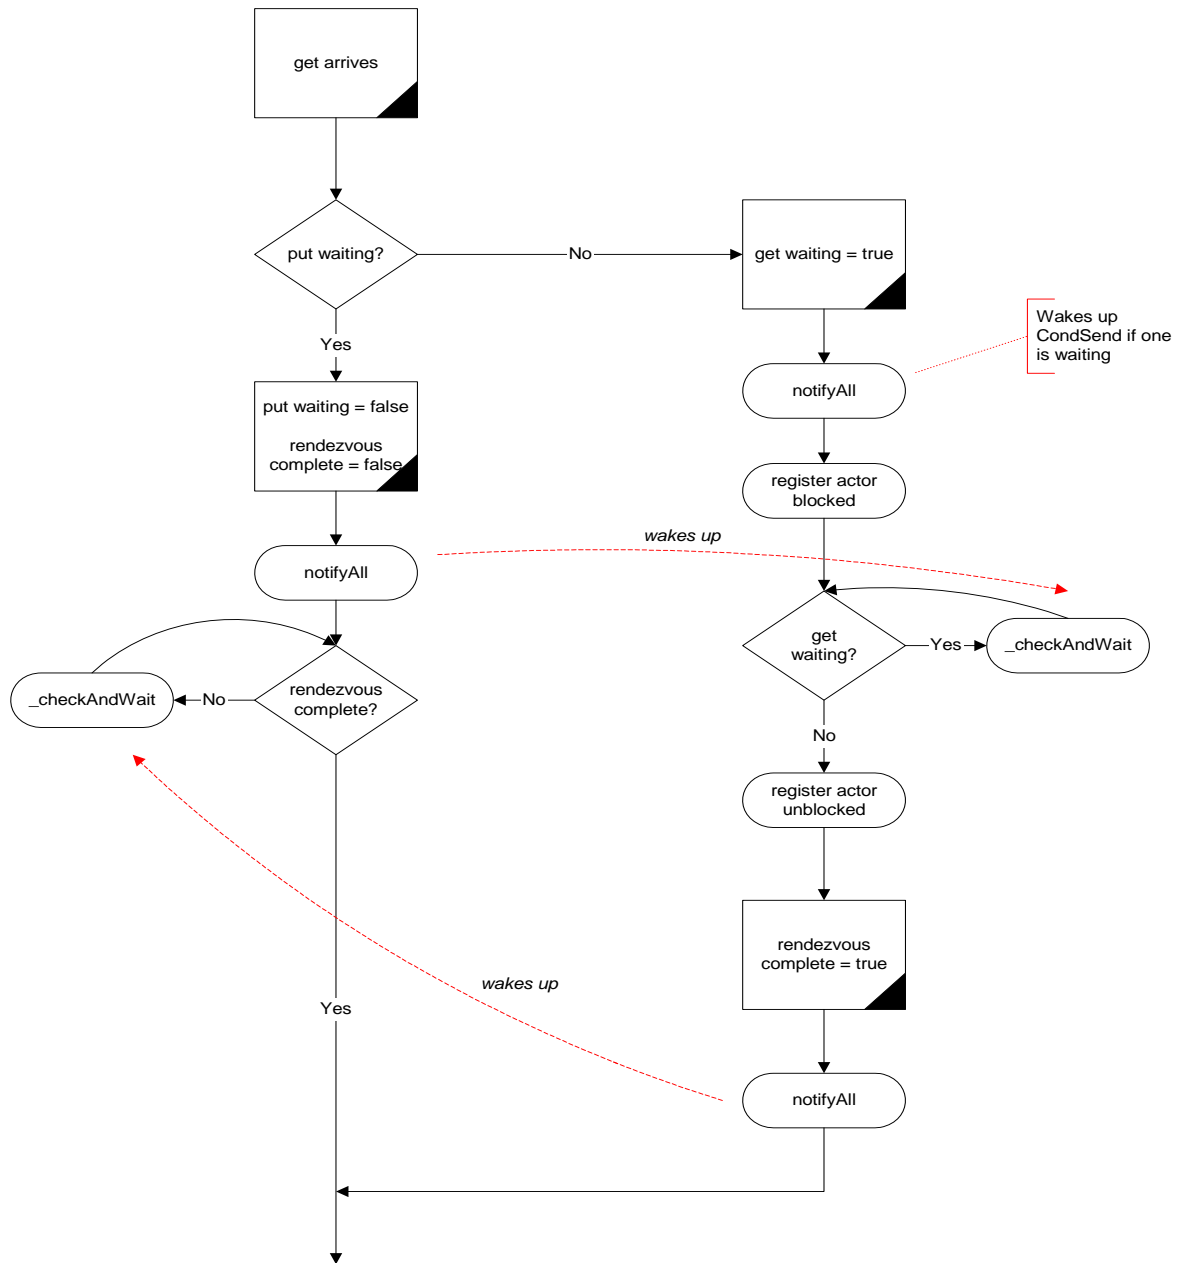 get arrives
put waiting?
No
get waiting = true
Wakes up
CondSend if one
is waiting
Yes
notifyAll
put waiting = false
rendezvous
complete = false
register actor
blocked
wakes up
notifyAll
get
waiting?
Yes
_checkAndWait
_checkAndWait
No
rendezvous
complete?
No
register actor
unblocked
rendezvous
complete = true
wakes up
Yes
notifyAll